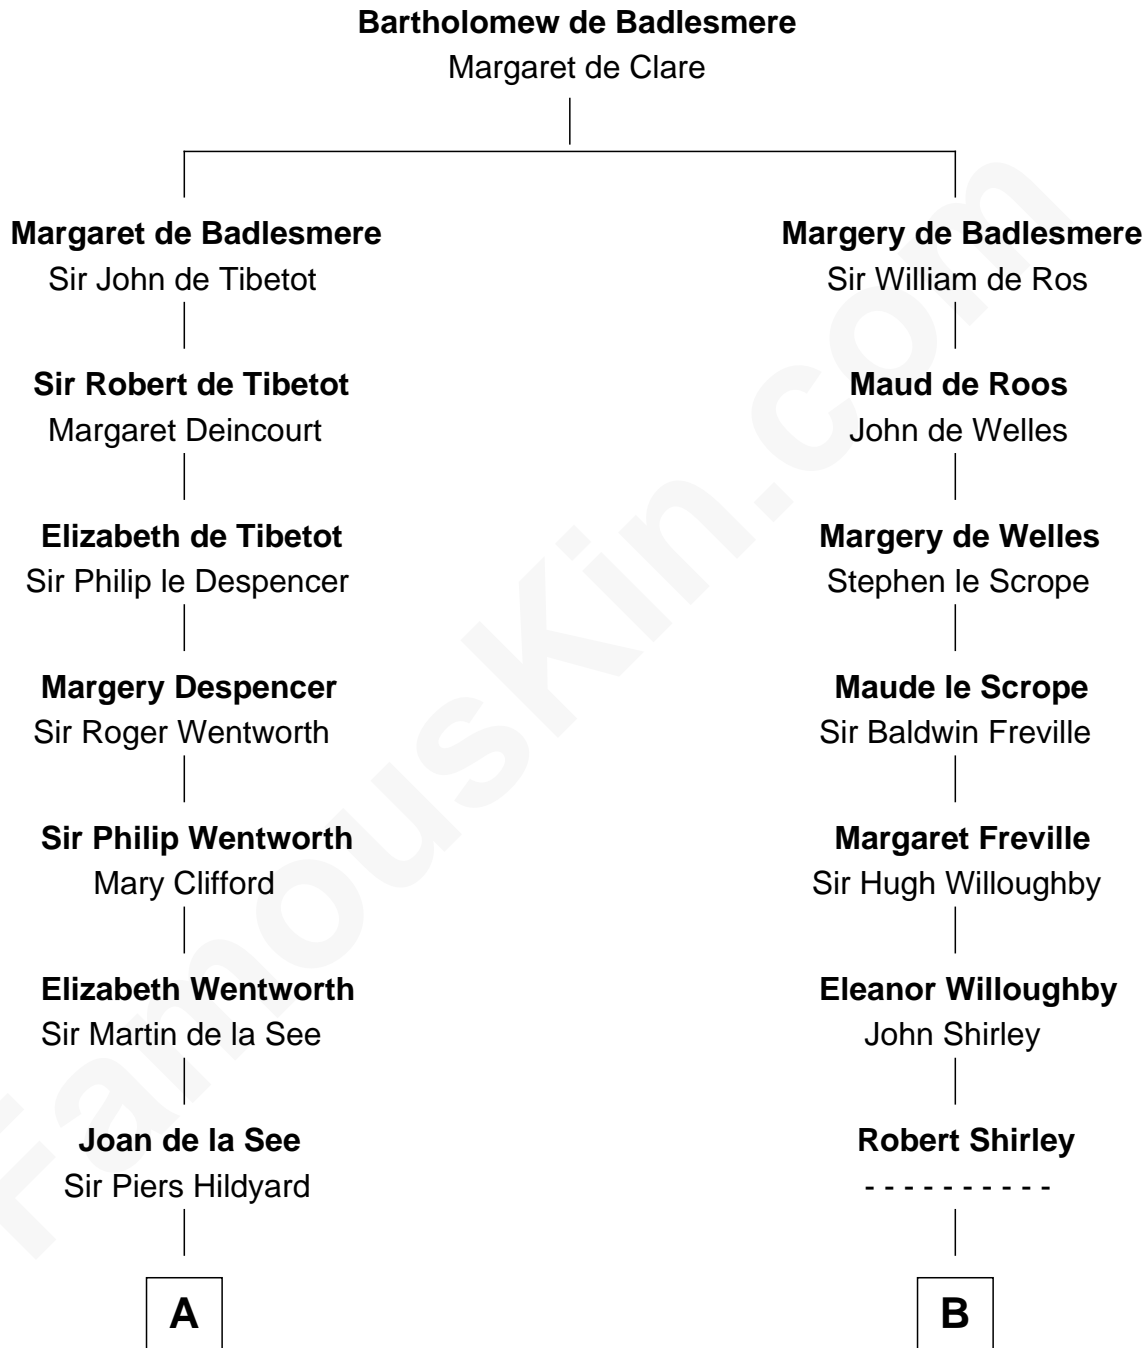 Bartholomew de Badlesmere
Margaret de Clare
Margaret de Badlesmere
Sir John de Tibetot
Margery de Badlesmere
Sir William de Ros
Sir Robert de Tibetot
Margaret Deincourt
Maud de Roos
John de Welles
Elizabeth de Tibetot
Sir Philip le Despencer
Margery de Welles
Stephen le Scrope
Margery Despencer
Sir Roger Wentworth
Maude le Scrope
Sir Baldwin Freville
Sir Philip Wentworth
Mary Clifford
Margaret Freville
Sir Hugh Willoughby
Elizabeth Wentworth
Sir Martin de la See
Eleanor Willoughby
John Shirley
Joan de la See
Sir Piers Hildyard
Robert Shirley
- - - - - - - - - -
A
B
FamousKin.com